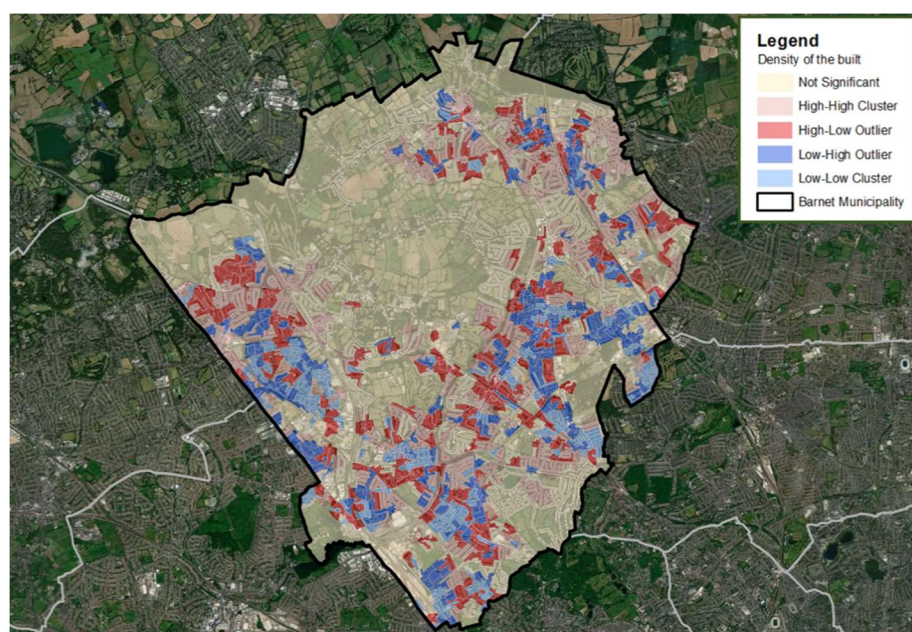 Legend
Density of the built
Not Significant
High-High Cluster
High-Low Outlier
Low-High Outlier
Low-Low Cluster
Barnet Municipality